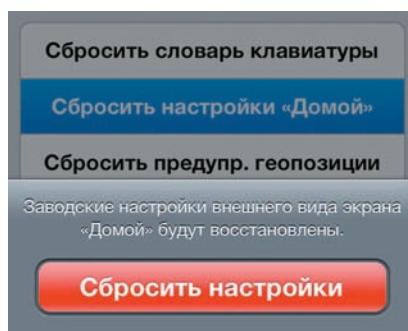 Сбросить словарь клавиатуры
Сбросить настройки «Домой»
Сбросить предупр. геопозиции
Заводские настройки внешнего вида экрана
«Домой» будут восстановлены.
Сбросить настройки